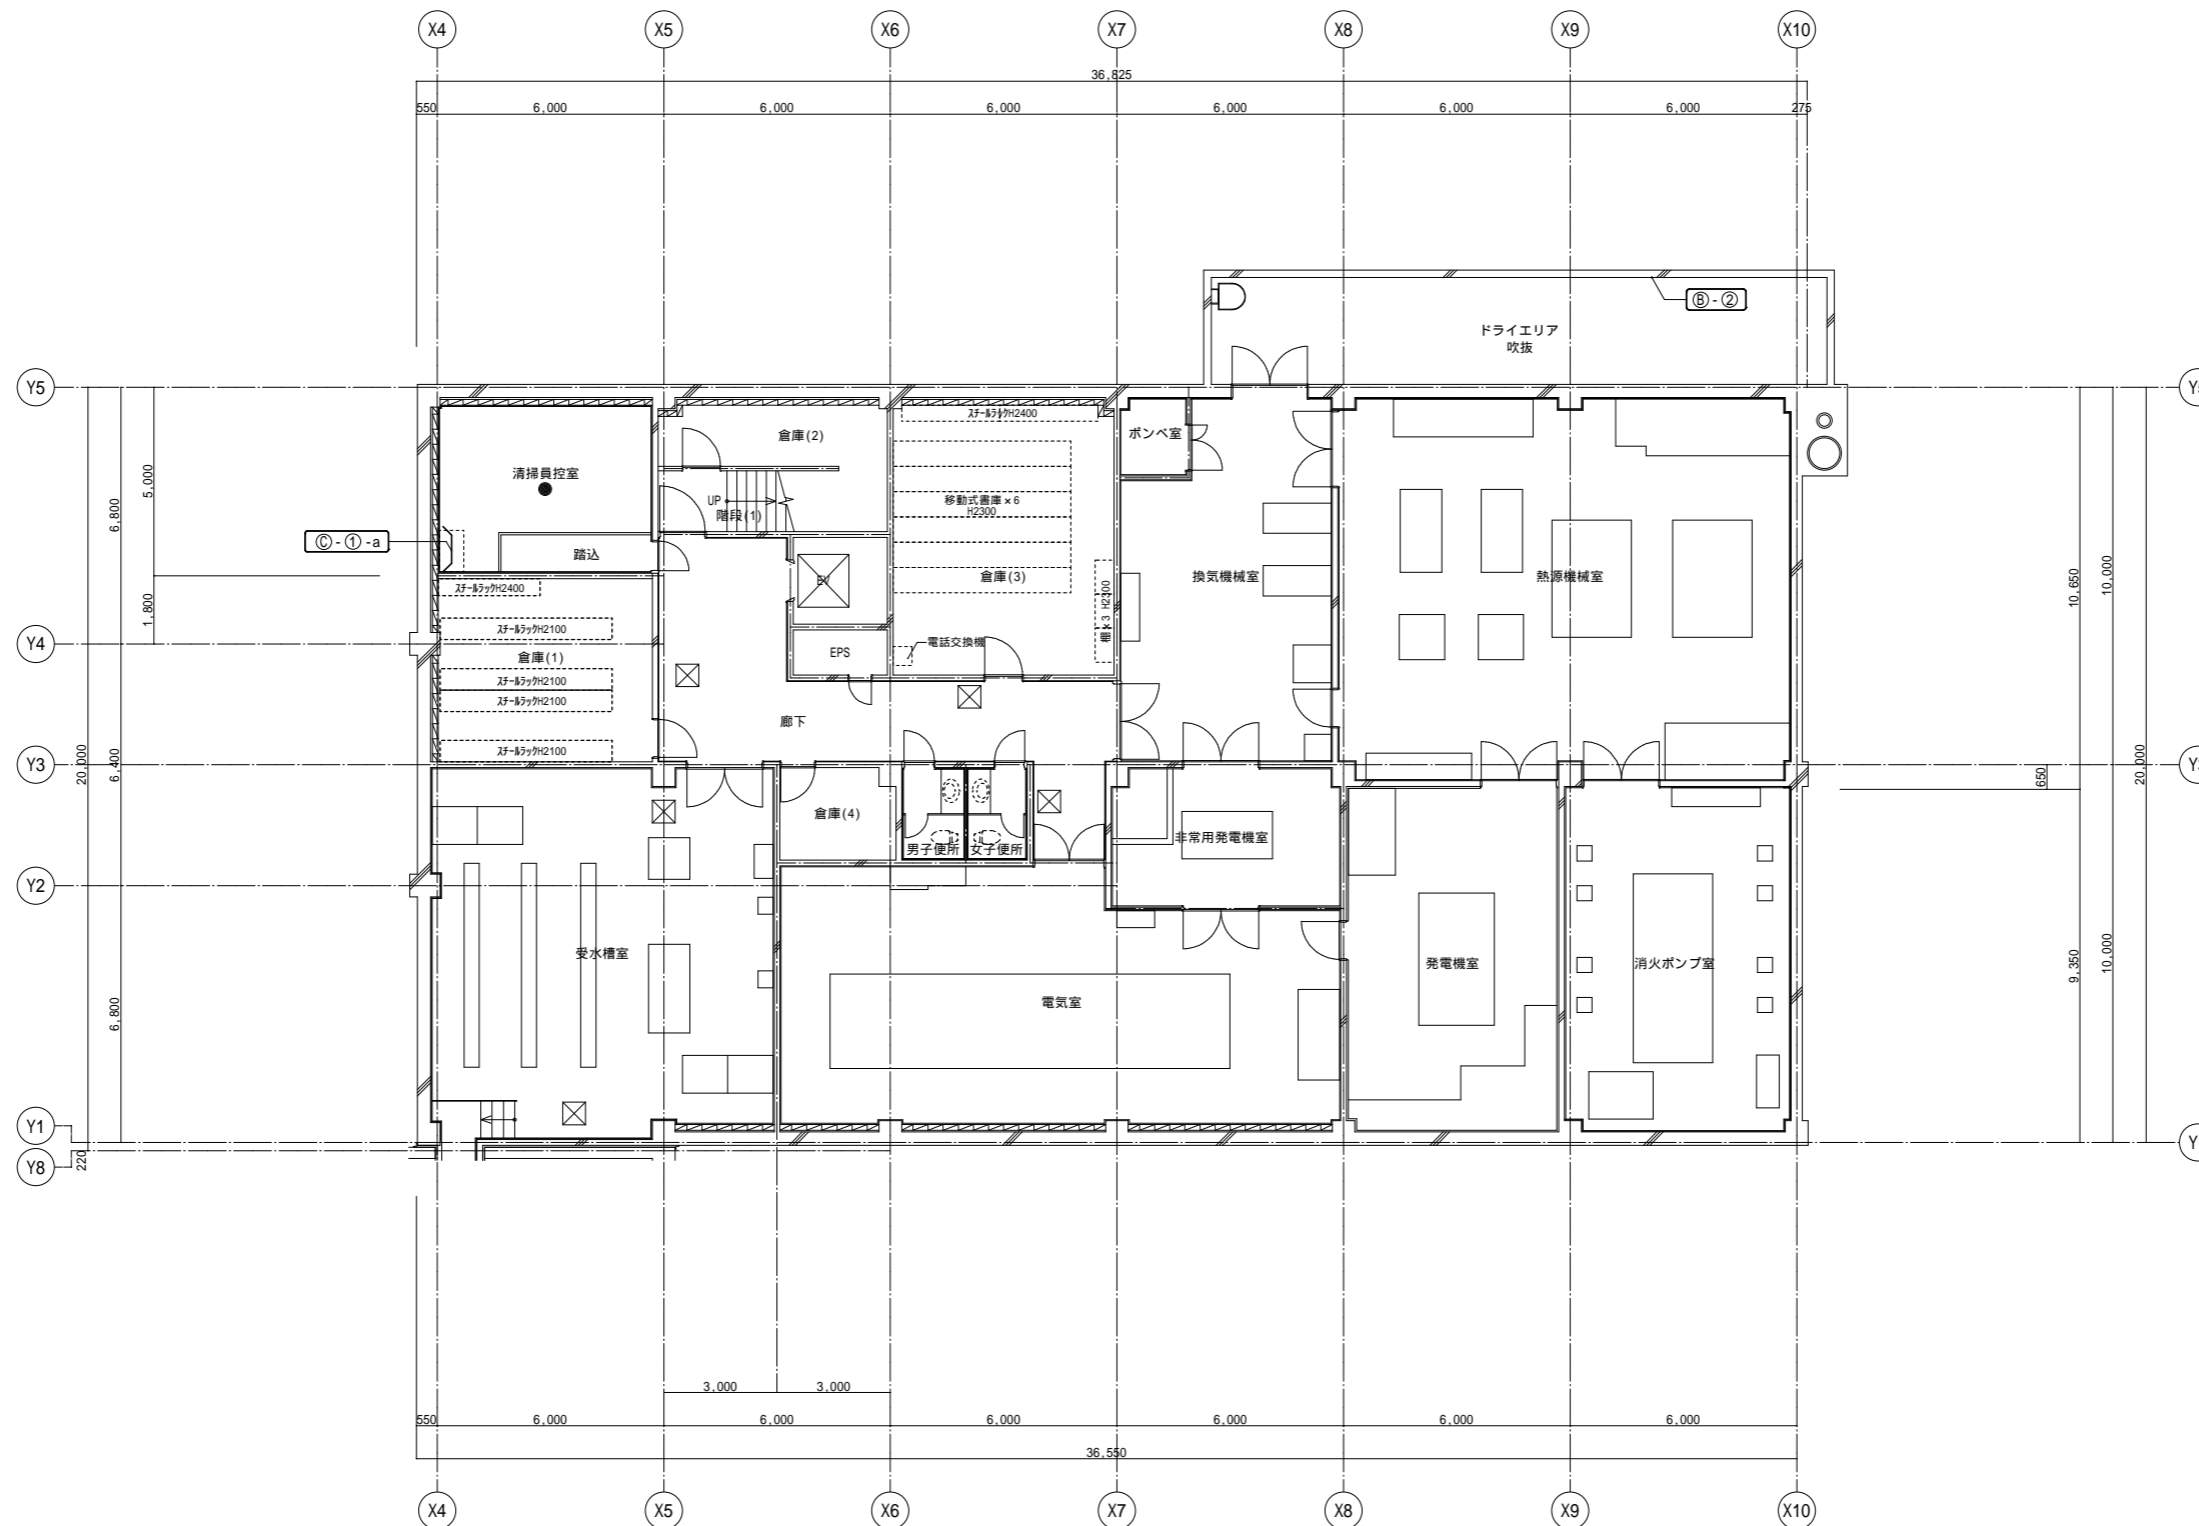 X4 X5 X6 X7 X8 X9 X10
36,825
550 6,000 6,000 6,000 6,000 6,000 6,000 275
Ⓑ - ②
ドライエリア
吹抜
Y5
スチールラックH2400
倉庫(2)
ボンベ室
清掃員控室
5,000
6,800
UP
階段(1)
移動式書庫×6
H2300
Ⓒ - ① -a
踏込
EV
倉庫(3)
換気機械室
熱源機械室
10,650
10,000
スチールラックH2400
棚×3 H2300
1,800
スチールラックH2100
Y4
電話交換機
EPS
倉庫(1)
スチールラックH2100
スチールラックH2100
廊下
スチールラックH2100
20,000
6,400
Y3
650
20,000
倉庫(4)
男子便所
女子便所
非常用発電機室
Y2
受水槽室
電気室
発電機室
消火ポンプ室
6,800
9,350
10,000
Y1
Y8
220
3,000 3,000
550 6,000 6,000 6,000 6,000 6,000 6,000
36,550
X4 X5 X6 X7 X8 X9 X10